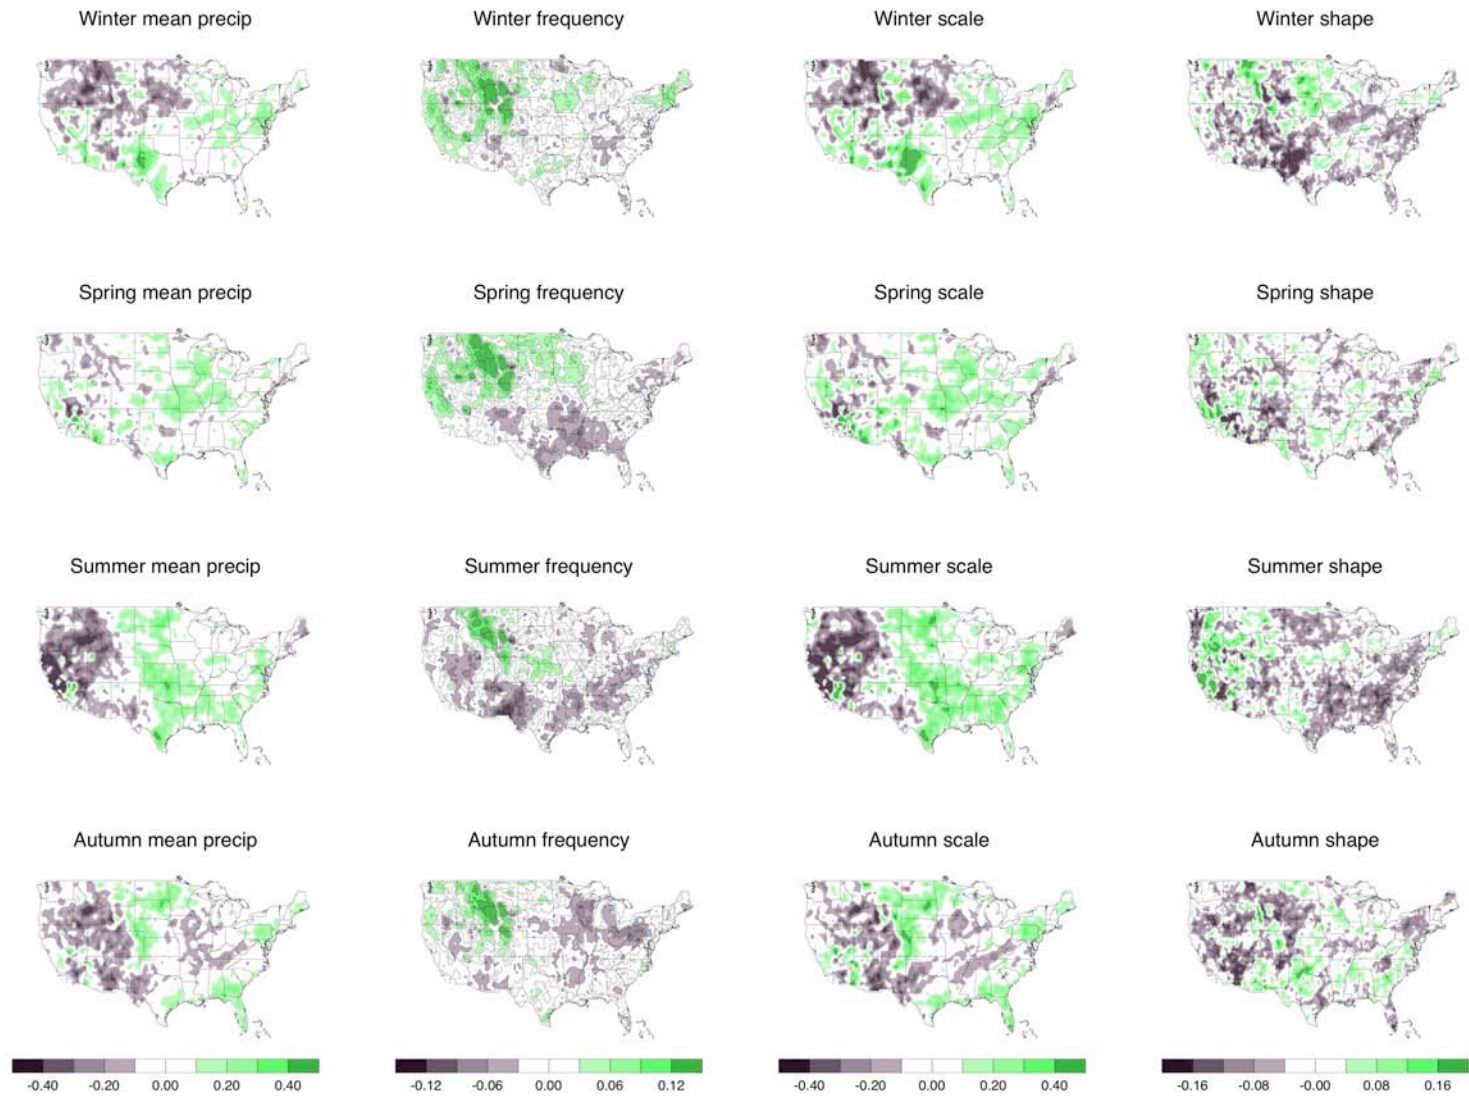 Winter mean precip Winter frequency Winter scale Winter shape
Spring mean precip Spring frequency Spring scale Spring shape
Summer mean precip Summer frequency Summer scale Summer shape
Autumn mean precip Autumn frequency Autumn scale Autumn shape
-0.40 -0.20 0.00 0.20 0.40 -0.12 -0.06 0.00 0.06 0.12 -0.40 -0.20 0.00 0.20 0.40 -0.16 -0.08 -0.00 0.08 0.16